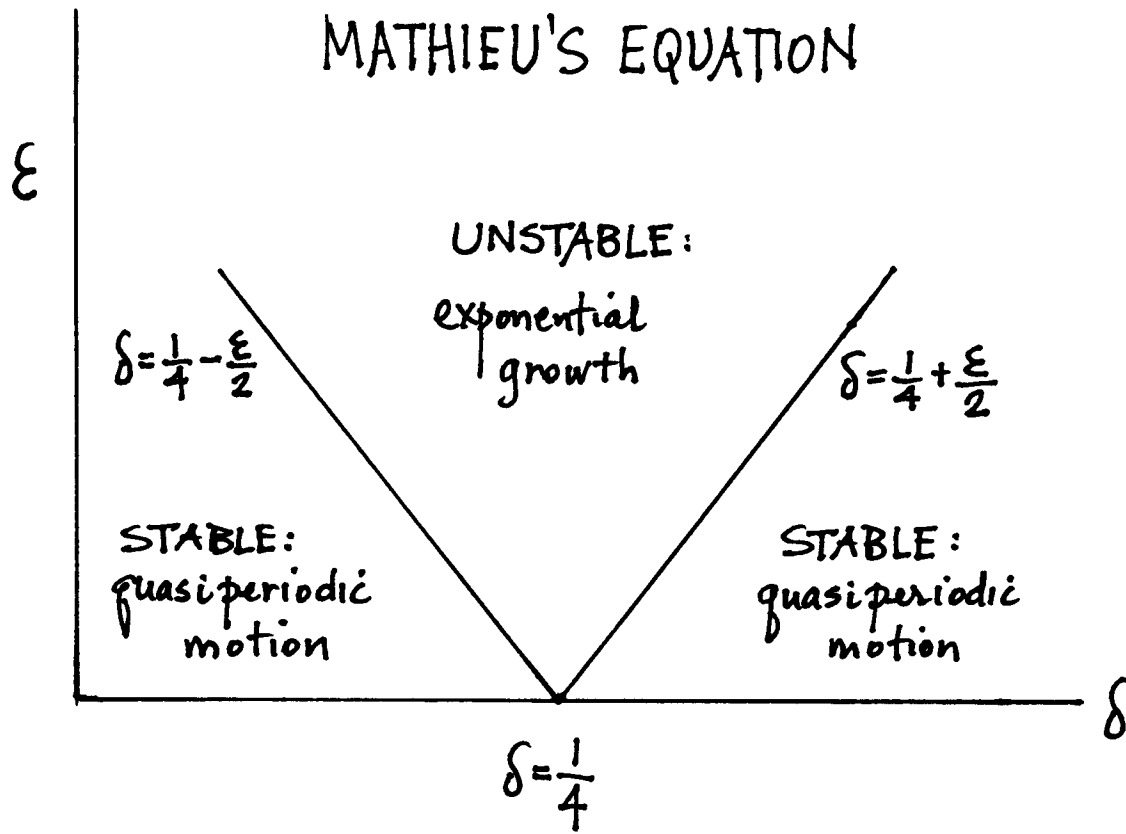 MATHIEU'S EQUATION
ε
UNSTABLE:
exponential
growth
δ=1/4-ε/2
δ=1/4+ε/2
STABLE:
quasiperiodic
motion
STABLE:
quasiperiodic
motion
δ
δ=1/4